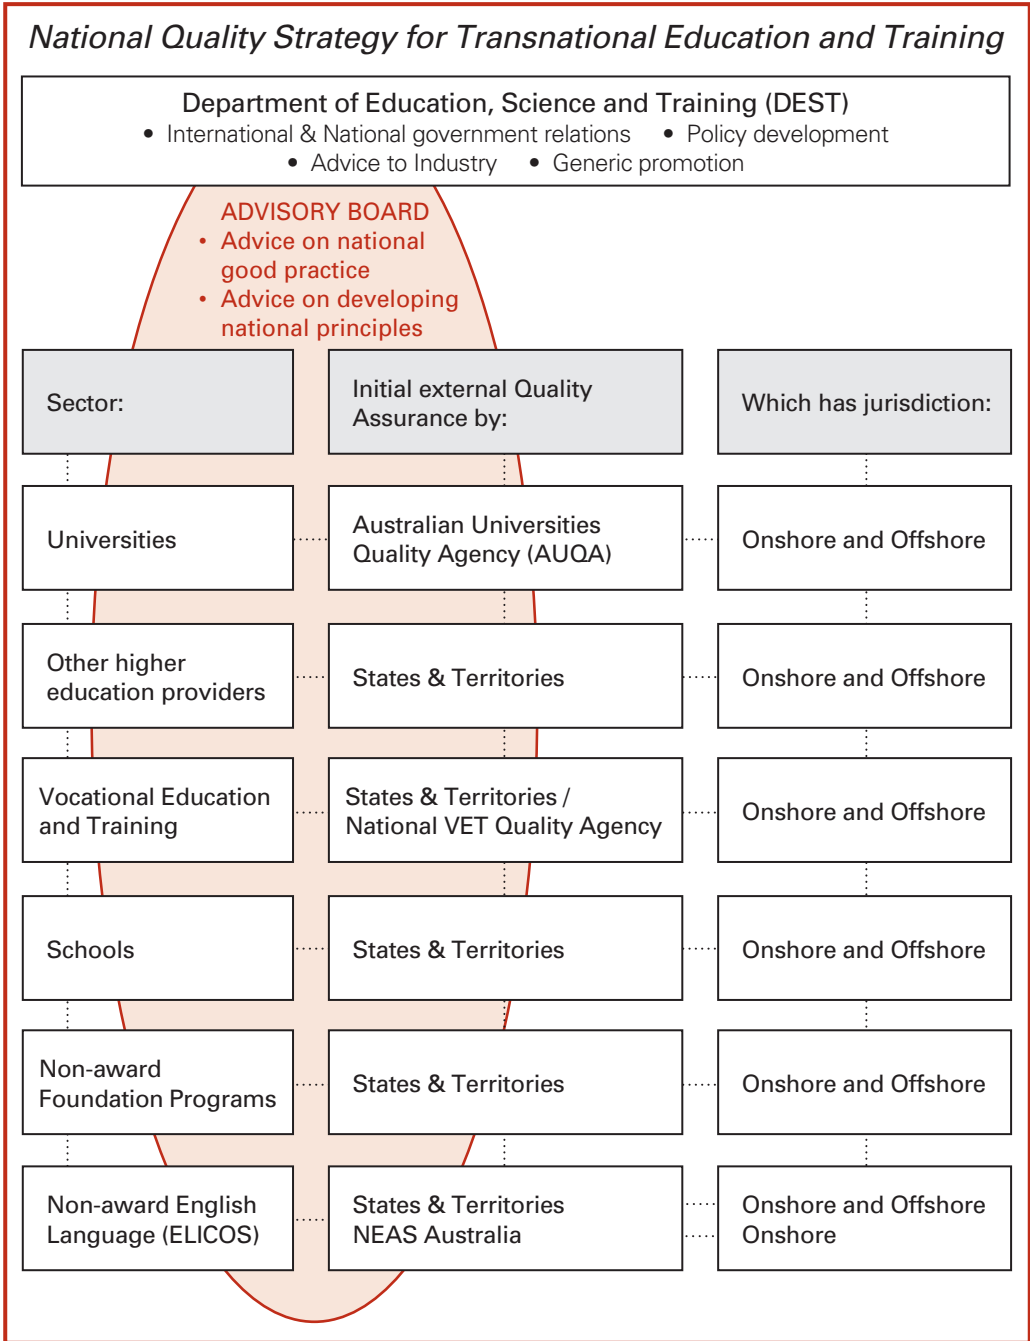 National Quality Strategy for Transnational Education and Training
Department of Education, Science and Training (DEST)
• International & National government relations • Policy development
• Advice to Industry • Generic promotion
ADVISORY BOARD
• Advice on national
good practice
• Advice on developing
national principles
Sector:
Initial external Quality
Assurance by:
Which has jurisdiction:
Universities
Australian Universities
Quality Agency (AUQA)
Onshore and Offshore
Other higher
education providers
States & Territories
Onshore and Offshore
Vocational Education
and Training
States & Territories /
National VET Quality Agency
Onshore and Offshore
Schools
States & Territories
Onshore and Offshore
Non-award
Foundation Programs
States & Territories
Onshore and Offshore
Non-award English
Language (ELICOS)
States & Territories
NEAS Australia
Onshore and Offshore
Onshore